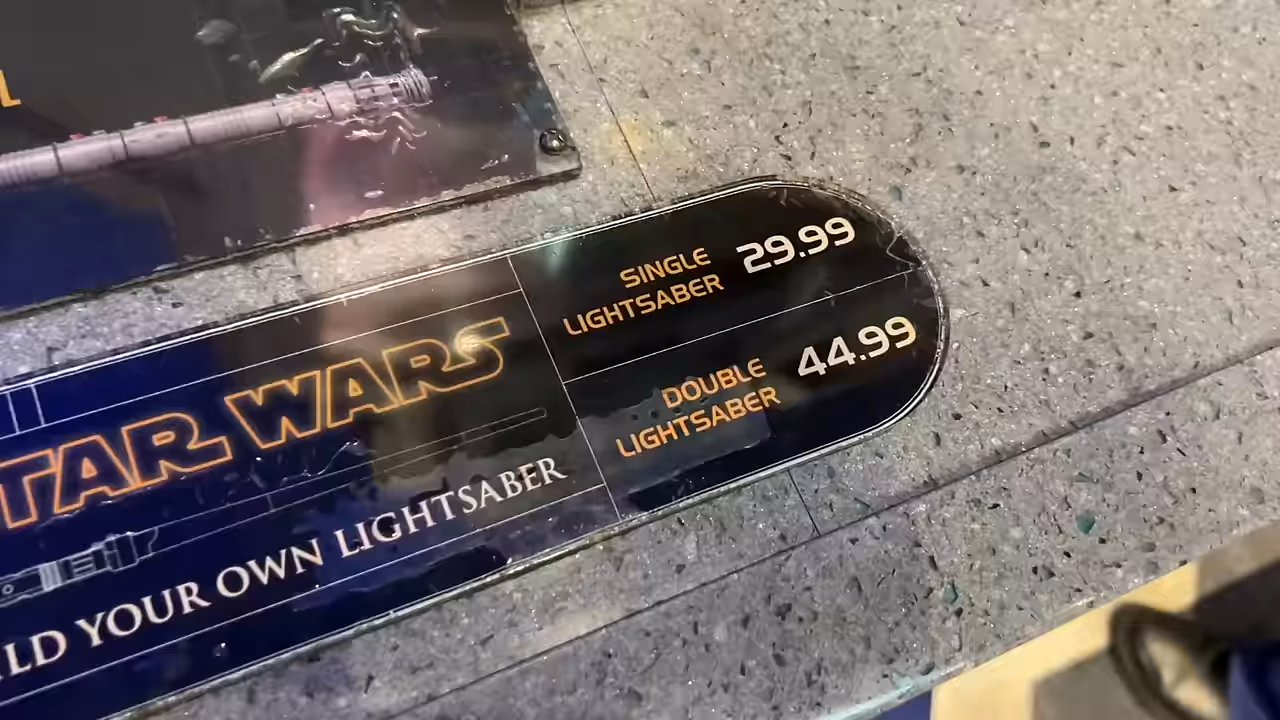 L
TAR WARS
LD YOUR OWN LIGHTSABER
SINGLE
LIGHTSABER
29.99
DOUBLE
LIGHTSABER
44.99